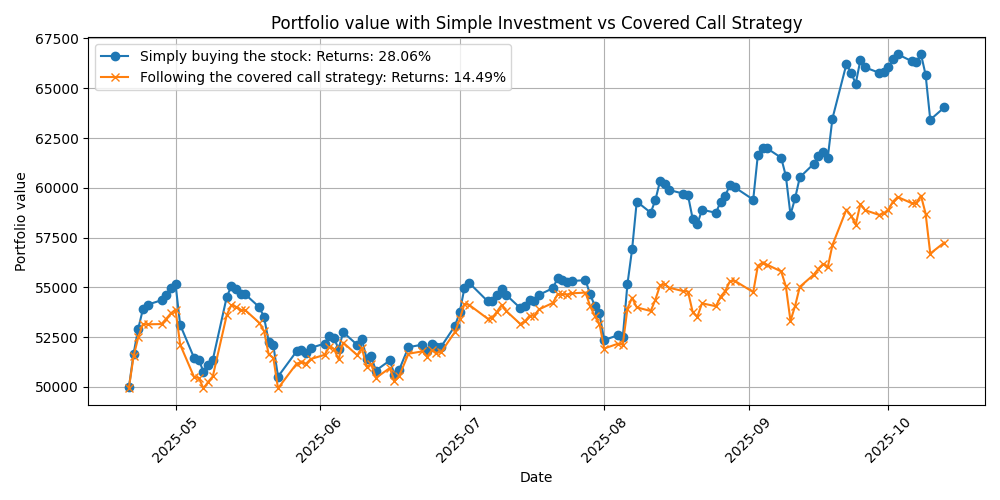 Portfolio value with Simple Investment vs Covered Call Strategy
Simply buying the stock: Returns: 28.06%
Following the covered call strategy: Returns: 14.49%
67500
65000
62500
60000
57500
55000
52500
50000
Portfolio value
2025-05
2025-06
2025-07
2025-08
2025-09
2025-10
Date